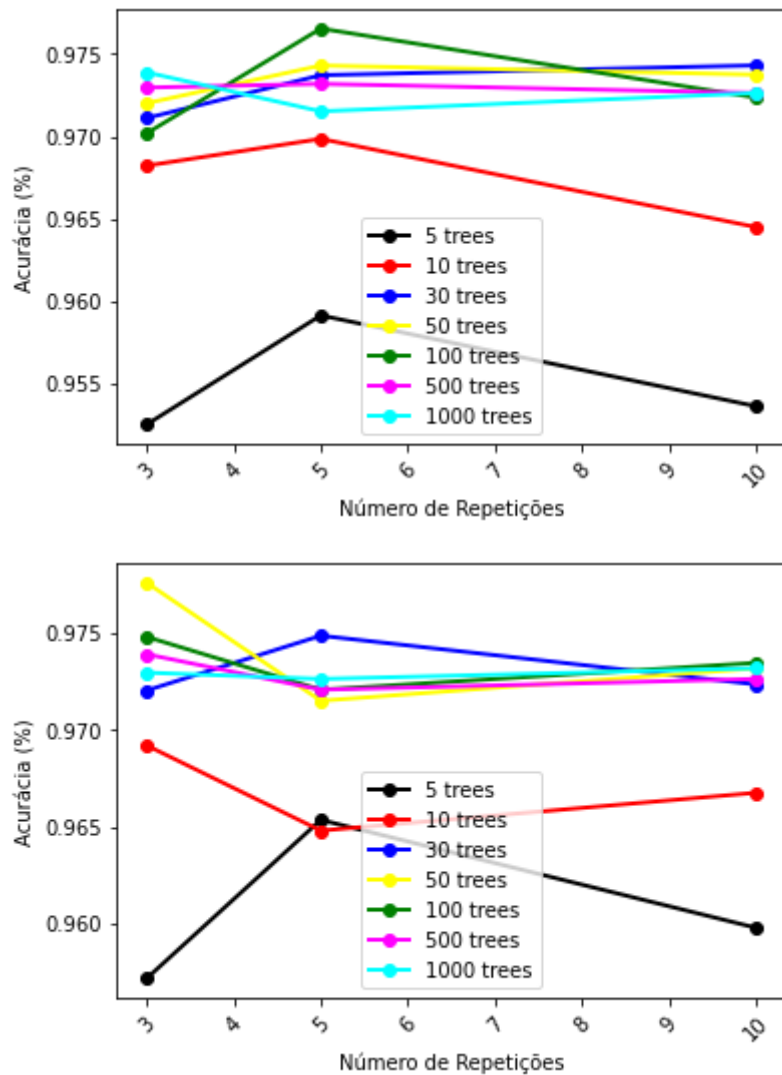 0.975
0.970
0.965
0.960
0.955
Acurácia (%)
5 trees
10 trees
30 trees
50 trees
100 trees
500 trees
1000 trees
3 4 5 6 7 8 9 10
Número de Repetições
0.975
0.970
0.965
0.960
Acurácia (%)
5 trees
10 trees
30 trees
50 trees
100 trees
500 trees
1000 trees
3 4 5 6 7 8 9 10
Número de Repetições